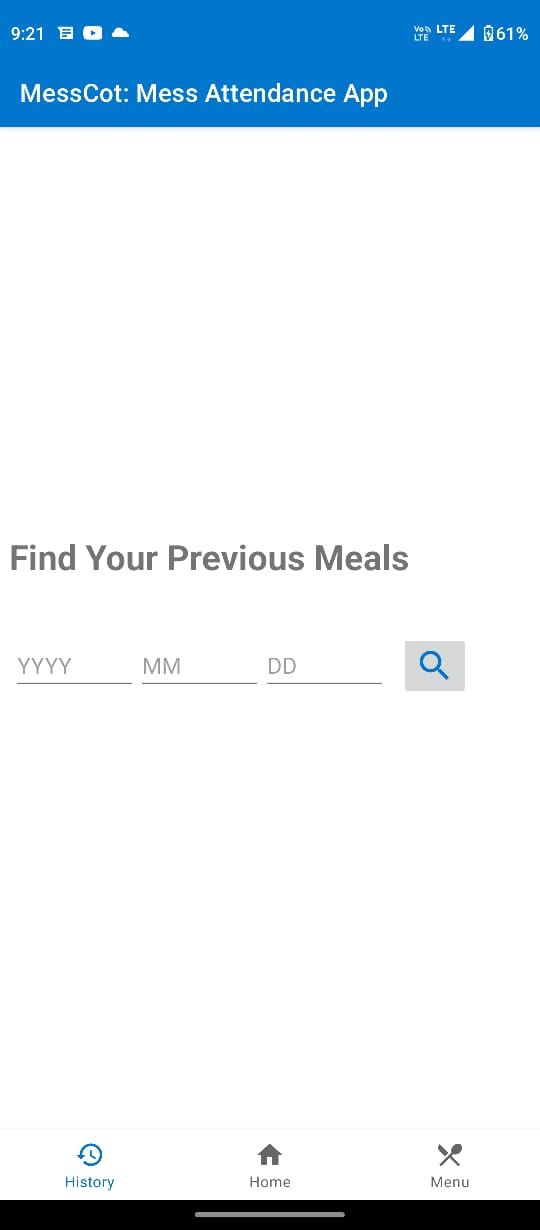 9:21 Vo LTE LTE 61%
MessCot: Mess Attendance App
Find Your Previous Meals
YYYY MM DD
History Home Menu